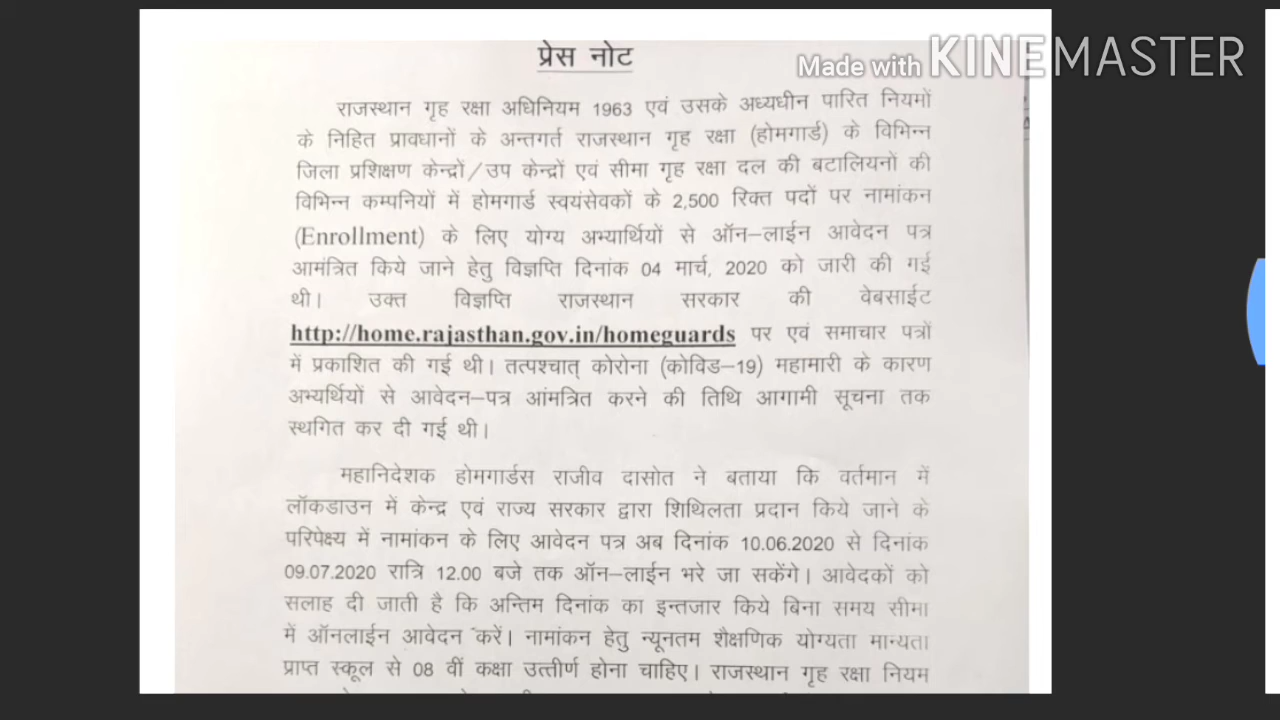 Made with KINEMASTER
प्रेस नोट
राजस्थान गृह रक्षा अधिनियम 1963 एवं उसके अध्यधीन पारित नियमों
के निहित प्रावधानों के अन्तगर्त राजस्थान गृह रक्षा (होमगार्ड) के विभिन्न
जिला प्रशिक्षण केन्द्रों/उप केन्द्रों एवं सीमा गृह रक्षा दल की बटालियनों की
विभिन्न कम्पनियों में होमगार्ड स्वयंसेवकों के 2,500 रिक्त पदों पर नामांकन
(Enrollment) के लिए योग्य अभ्यार्थियों से ऑन–लाईन आवेदन पत्र
आमंत्रित किये जाने हेतु विज्ञप्ति दिनांक 04 मार्च, 2020 को जारी की गई
थी। उक्त विज्ञप्ति राजस्थान सरकार की वेबसाईट
http://home.rajasthan.gov.in/homeguards पर एवं समाचार पत्रों
में प्रकाशित की गई थी। तत्पश्चात् कोरोना (कोविड–19) महामारी के कारण
अभ्यर्थियों से आवेदन–पत्र आंमत्रित करने की तिथि आगामी सूचना तक
स्थगित कर दी गई थी।
महानिदेशक होमगार्डस राजीव दासोत ने बताया कि वर्तमान में
लॉकडाउन में केन्द्र एवं राज्य सरकार द्वारा शिथिलता प्रदान किये जाने के
परिपेक्ष्य में नामांकन के लिए आवेदन पत्र अब दिनांक 10.06.2020 से दिनांक
09.07.2020 रात्रि 12.00 बजे तक ऑन–लाईन भरे जा सकेंगे। आवेदकों को
सलाह दी जाती है कि अन्तिम दिनांक का इन्तजार किये बिना समय सीमा
में ऑनलाईन आवेदन करें। नामांकन हेतु न्यूनतम शैक्षणिक योग्यता मान्यता
प्राप्त स्कूल से 08 वीं कक्षा उत्तीर्ण होना चाहिए। राजस्थान गृह रक्षा नियम